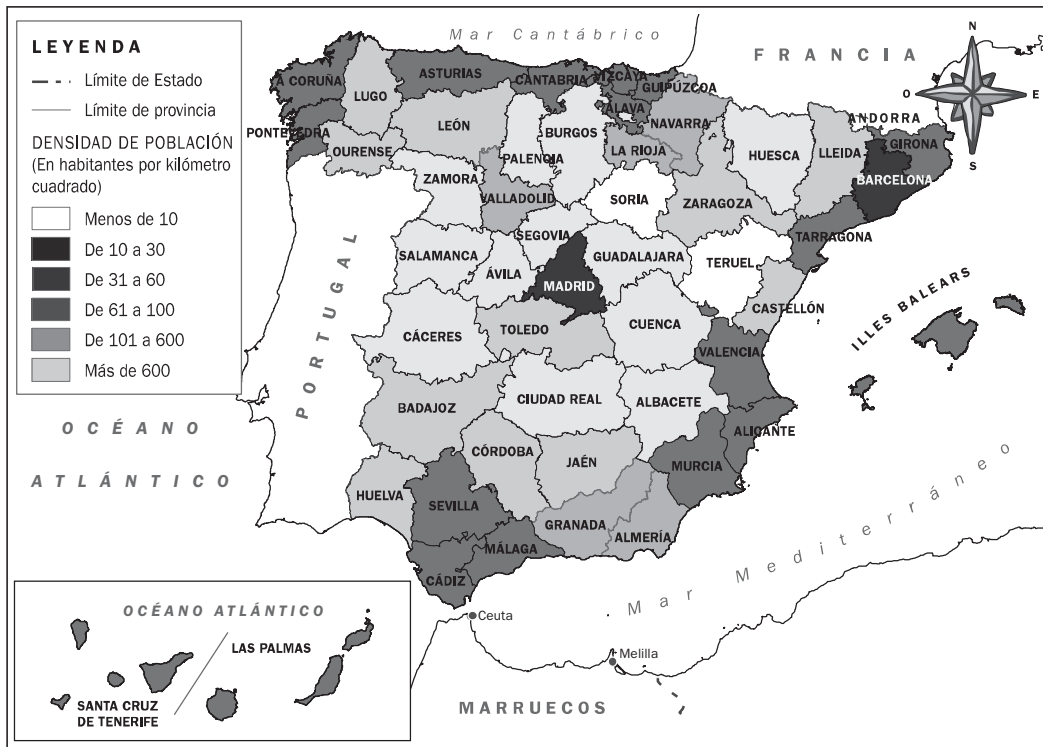 LEYENDA
Límite de Estado
Límite de provincia
DENSIDAD DE POBLACIÓN
(En habitantes por kilómetro
cuadrado)
Menos de 10
De 10 a 30
De 31 a 60
De 61 a 100
De 101 a 600
Más de 600
Mar Cantábrico
FRANCIA
N
O
E
S
A CORUÑA
LUGO
ASTURIAS
CANTABRIA
VIZCAYA
GUIPÚZCOA
ÁLAVA
NAVARRA
PONTEVEDRA
OURENSE
LEÓN
PALENCIA
BURGOS
LA RIOJA
HUESCA
LLEIDA
ANDORRA
GIRONA
BARCELONA
ZAMORA
VALLADOLID
SORIA
ZARAGOZA
TARRAGONA
SEGOVIA
SALAMANCA
ÁVILA
MADRID
GUADALAJARA
TERUEL
CASTELLÓN
ILLES BALEARS
PORTUGAL
CÁCERES
TOLEDO
CUENCA
VALENCIA
BADAJOZ
CIUDAD REAL
ALBACETE
ALICANTE
OCÉANO
ATLÁNTICO
HUELVA
SEVILLA
CÓRDOBA
JAÉN
MURCIA
GRANADA
ALMERÍA
MÁLAGA
CÁDIZ
Mar Mediterráneo
Ceuta
Melilla
MARRUECOS
OCÉANO ATLÁNTICO
LAS PALMAS
SANTA CRUZ
DE TENERIFE